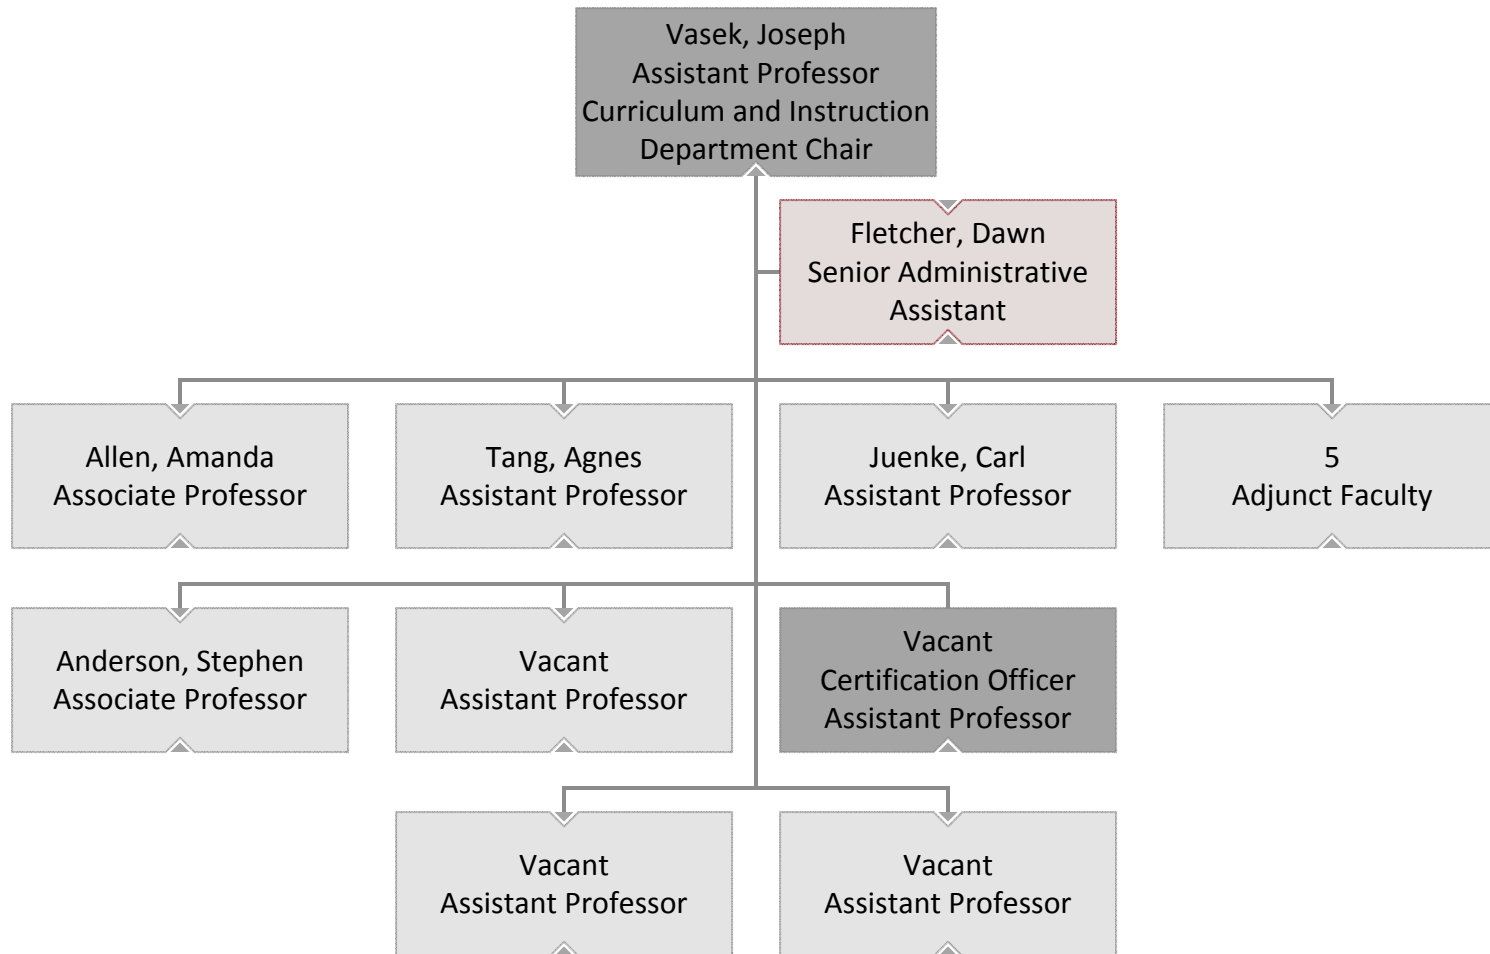 Vasek, Joseph
Assistant Professor
Curriculum and Instruction
Department Chair
Fletcher, Dawn
Senior Administrative
Assistant
Allen, Amanda
Associate Professor
Tang, Agnes
Assistant Professor
Juenke, Carl
Assistant Professor
5
Adjunct Faculty
Anderson, Stephen
Associate Professor
Vacant
Assistant Professor
Vacant
Certification Officer
Assistant Professor
Vacant
Assistant Professor
Vacant
Assistant Professor